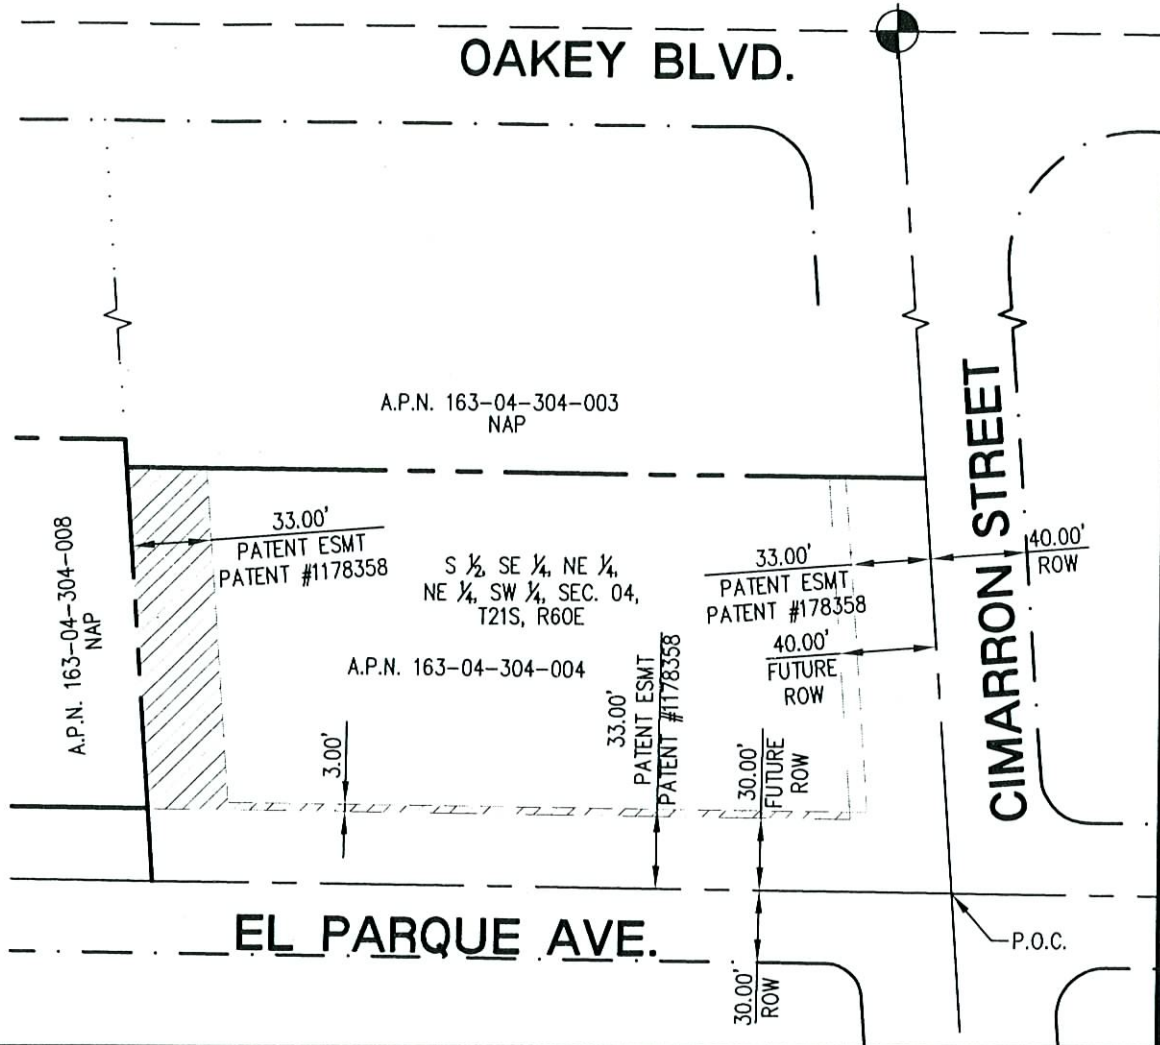 OAKEY BLVD.
A.P.N. 163-04-304-003
NAP
CIMARRON STREET
A.P.N. 163-04-304-008
NAP
33.00'
PATENT ESMT
PATENT #1178358
S ½, SE ¼, NE ¼,
NE ¼, SW ¼, SEC. 04,
T21S, R60E
A.P.N. 163-04-304-004
33.00'
PATENT ESMT
PATENT #178358
40.00'
ROW
40.00'
FUTURE
ROW
33.00'
PATENT ESMT
PATENT #1178358
3.00'
30.00'
FUTURE
ROW
EL PARQUE AVE.
P.O.C.
30.00'
ROW